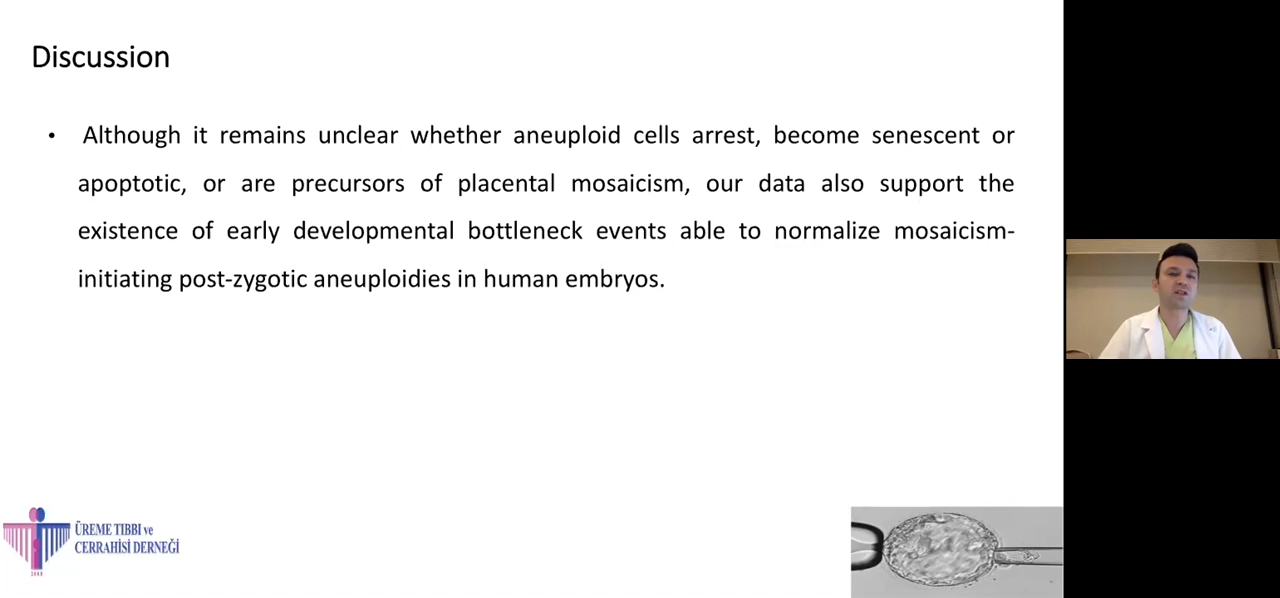 Discussion
• Although it remains unclear whether aneuploid cells arrest, become senescent or
apoptotic, or are precursors of placental mosaicism, our data also support the
existence of early developmental bottleneck events able to normalize mosaicism-
initiating post-zygotic aneuploidies in human embryos.
ÜREME TIBBI ve
CERRAHİSİ DERNEĞİ